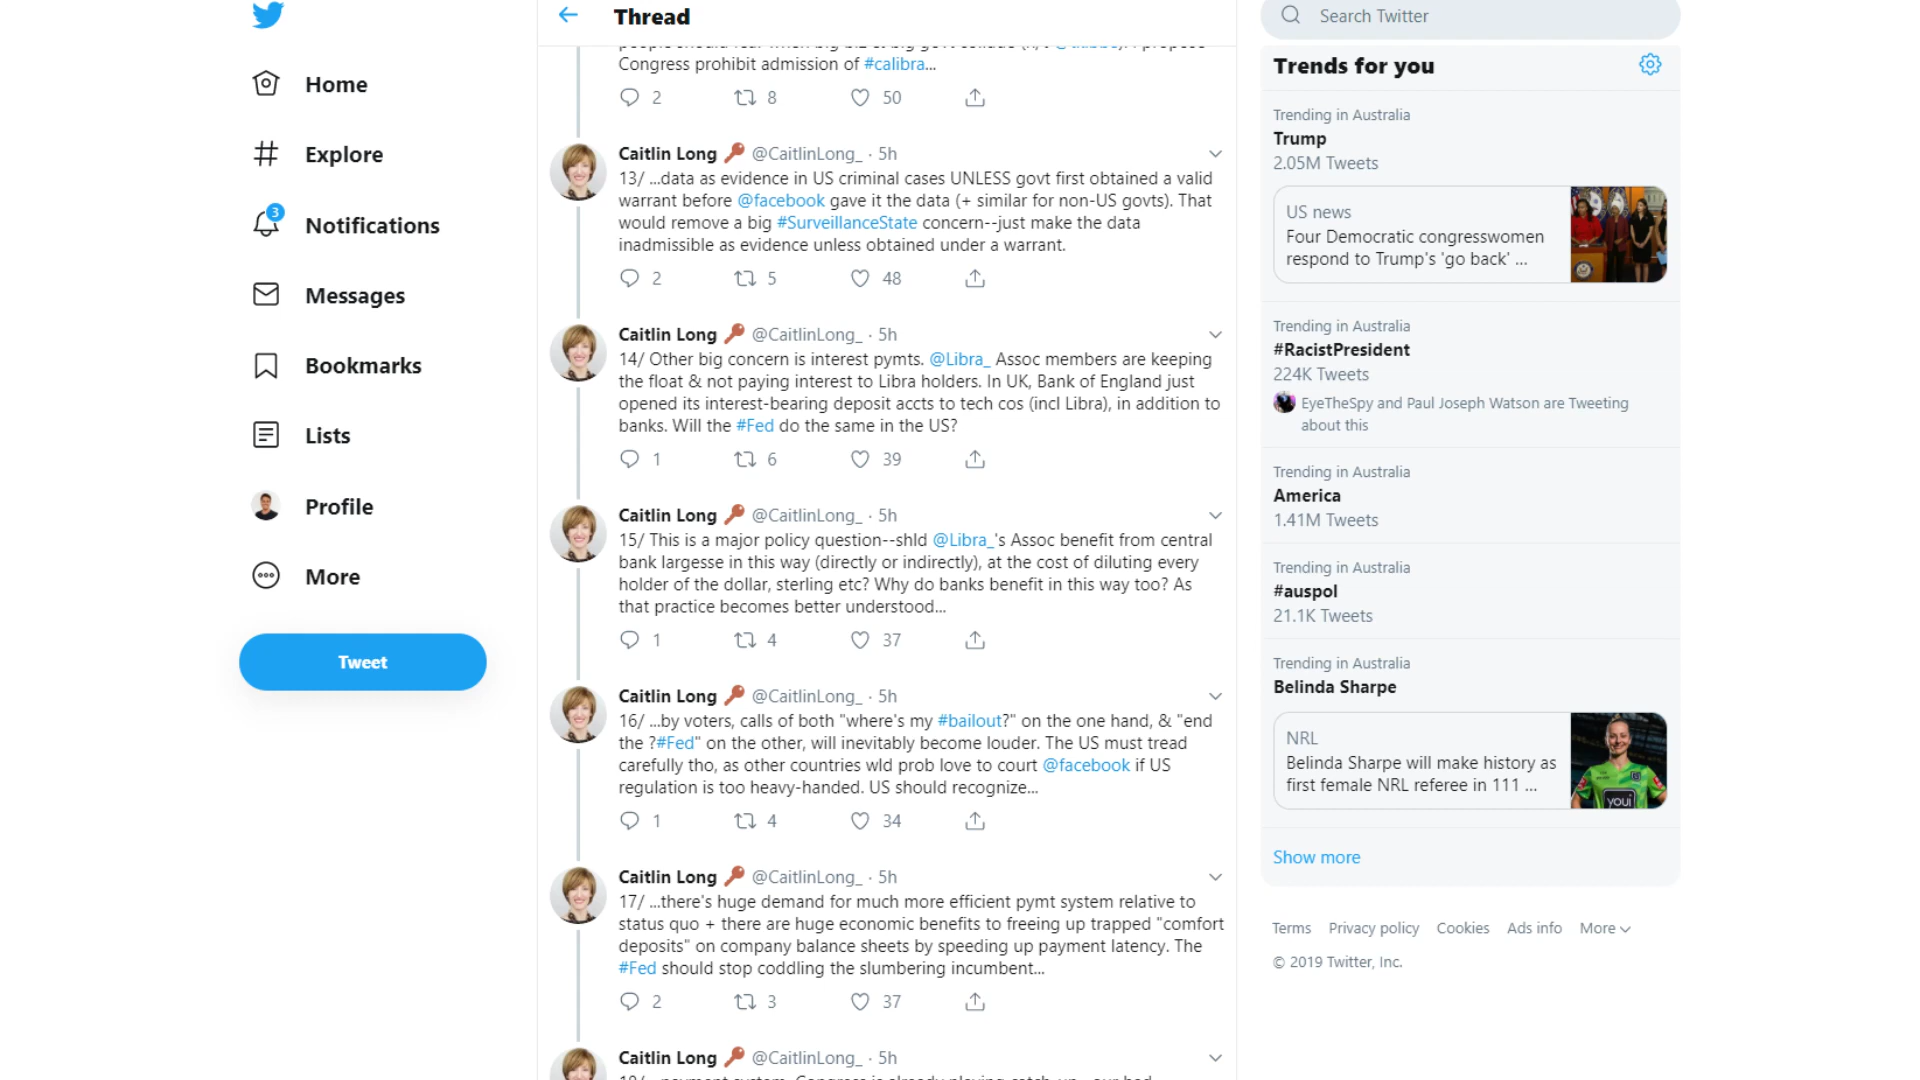 Home
Explore
3
Notifications
Messages
Bookmarks
Lists
Profile
More
Tweet
Thread
Congress prohibit admission of #calibra...
2 8 50
Caitlin Long @CaitlinLong_ · 5h
13/ ...data as evidence in US criminal cases UNLESS govt first obtained a valid
warrant before @facebook gave it the data (+ similar for non-US govts). That
would remove a big #SurveillanceState concern--just make the data
inadmissible as evidence unless obtained under a warrant.
2 5 48
Caitlin Long @CaitlinLong_ · 5h
14/ Other big concern is interest pymts. @Libra_ Assoc members are keeping
the float & not paying interest to Libra holders. In UK, Bank of England just
opened its interest-bearing deposit accts to tech cos (incl Libra), in addition to
banks. Will the #Fed do the same in the US?
1 6 39
Caitlin Long @CaitlinLong_ · 5h
15/ This is a major policy question--shld @Libra_'s Assoc benefit from central
bank largesse in this way (directly or indirectly), at the cost of diluting every
holder of the dollar, sterling etc? Why do banks benefit in this way too? As
that practice becomes better understood...
1 4 37
Caitlin Long @CaitlinLong_ · 5h
16/ ...by voters, calls of both "where's my #bailout?" on the one hand, & "end
the ?#Fed" on the other, will inevitably become louder. The US must tread
carefully tho, as other countries wld prob love to court @facebook if US
regulation is too heavy-handed. US should recognize...
1 4 34
Caitlin Long @CaitlinLong_ · 5h
17/ ...there's huge demand for much more efficient pymt system relative to
status quo + there are huge economic benefits to freeing up trapped "comfort
deposits" on company balance sheets by speeding up payment latency. The
#Fed should stop coddling the slumbering incumbent...
2 3 37
Caitlin Long @CaitlinLong_ · 5h
Search Twitter
Trends for you
Trending in Australia
Trump
2.05M Tweets
US news
Four Democratic congresswomen
respond to Trump's 'go back' ...
Trending in Australia
#RacistPresident
224K Tweets
EyeTheSpy and Paul Joseph Watson are Tweeting
about this
Trending in Australia
America
1.41M Tweets
Trending in Australia
#auspol
21.1K Tweets
Trending in Australia
Belinda Sharpe
NRL
Belinda Sharpe will make history as
first female NRL referee in 111 ...
youi
Show more
Terms Privacy policy Cookies Ads info More
© 2019 Twitter, Inc.